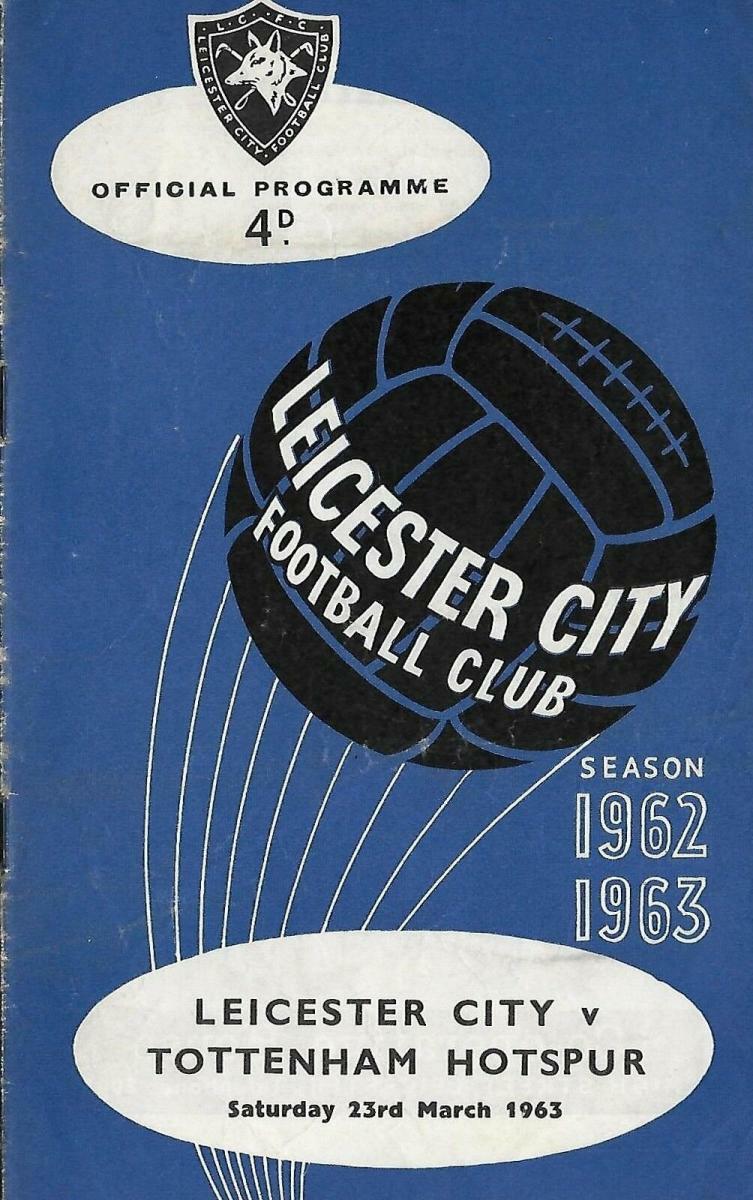 L.C.F.C.
LEICESTER CITY FOOTBALL CLUB
OFFICIAL PROGRAMME
4D.
LEICESTER CITY
FOOTBALL CLUB
SEASON
1962
1963
LEICESTER CITY v
TOTTENHAM HOTSPUR
Saturday 23rd March 1963